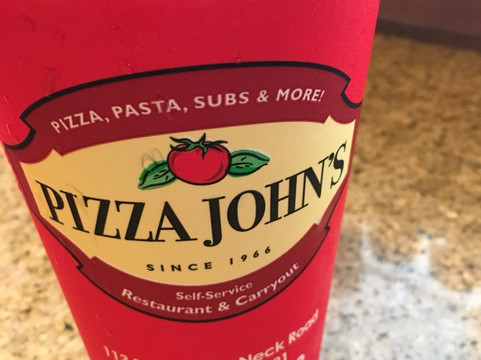 PIZZA, PASTA, SUBS & MORE!
PIZZA JOHN'S
SINCE 1966
Self-Service
Restaurant & Carryout
Neck Road